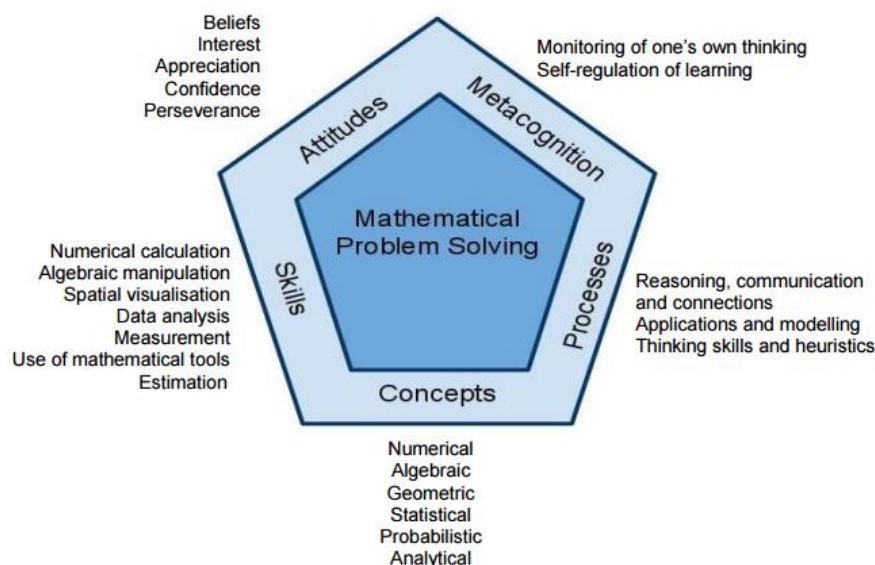 Beliefs
Interest
Appreciation
Confidence
Perseverance
Attitudes
Metacognition
Monitoring of one's own thinking
Self-regulation of learning
Mathematical
Problem Solving
Numerical calculation
Algebraic manipulation
Spatial visualisation
Data analysis
Measurement
Use of mathematical tools
Estimation
Skills
Processes
Reasoning, communication
and connections
Applications and modelling
Thinking skills and heuristics
Concepts
Numerical
Algebraic
Geometric
Statistical
Probabilistic
Analytical